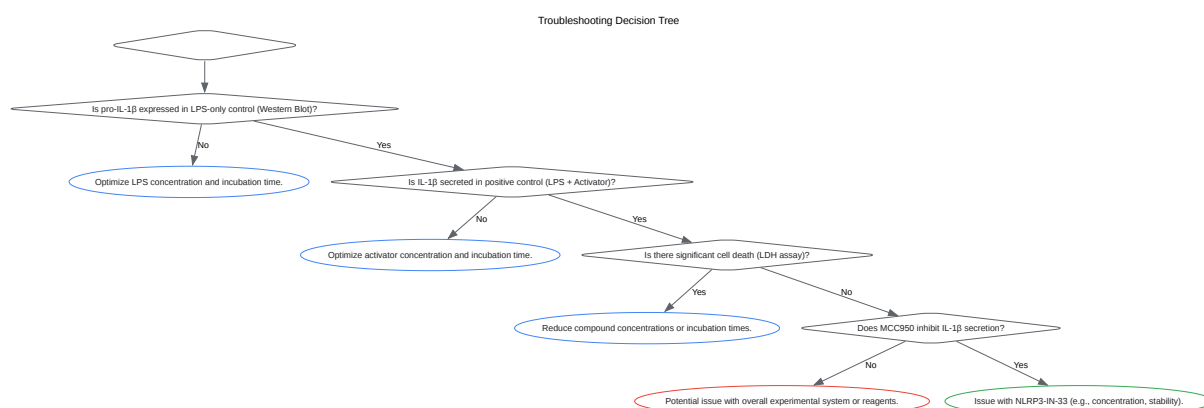 Troubleshooting Decision Tree
Is pro-IL-1β expressed in LPS-only control (Western Blot)?
No
Yes
Optimize LPS concentration and incubation time.
Is IL-1β secreted in positive control (LPS + Activator)?
No
Yes
Optimize activator concentration and incubation time.
Is there significant cell death (LDH assay)?
Yes
No
Reduce compound concentrations or incubation times.
Does MCC950 inhibit IL-1β secretion?
No
Yes
Potential issue with overall experimental system or reagents.
Issue with NLRP3-IN-33 (e.g., concentration, stability).